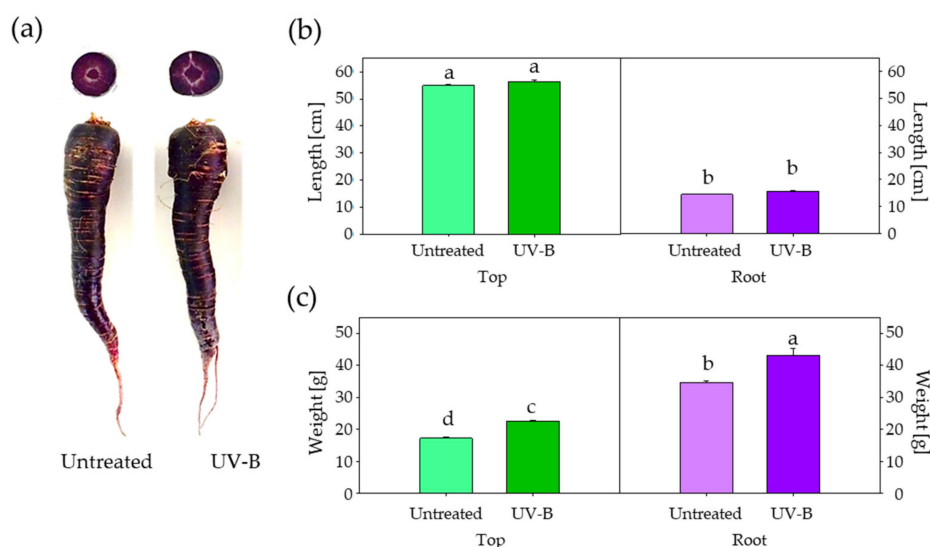 (a)
Untreated UV-B
(b)
Length [cm]
60
50
40
30
20
10
0
a a
b b
60
50
40
30
20
10
0
Length [cm]
Untreated UV-B Untreated UV-B
Top Root
(c)
Weight [g]
50
40
30
20
10
0
d c
b a
50
40
30
20
10
0
Weight [g]
Untreated UV-B Untreated UV-B
Top Root